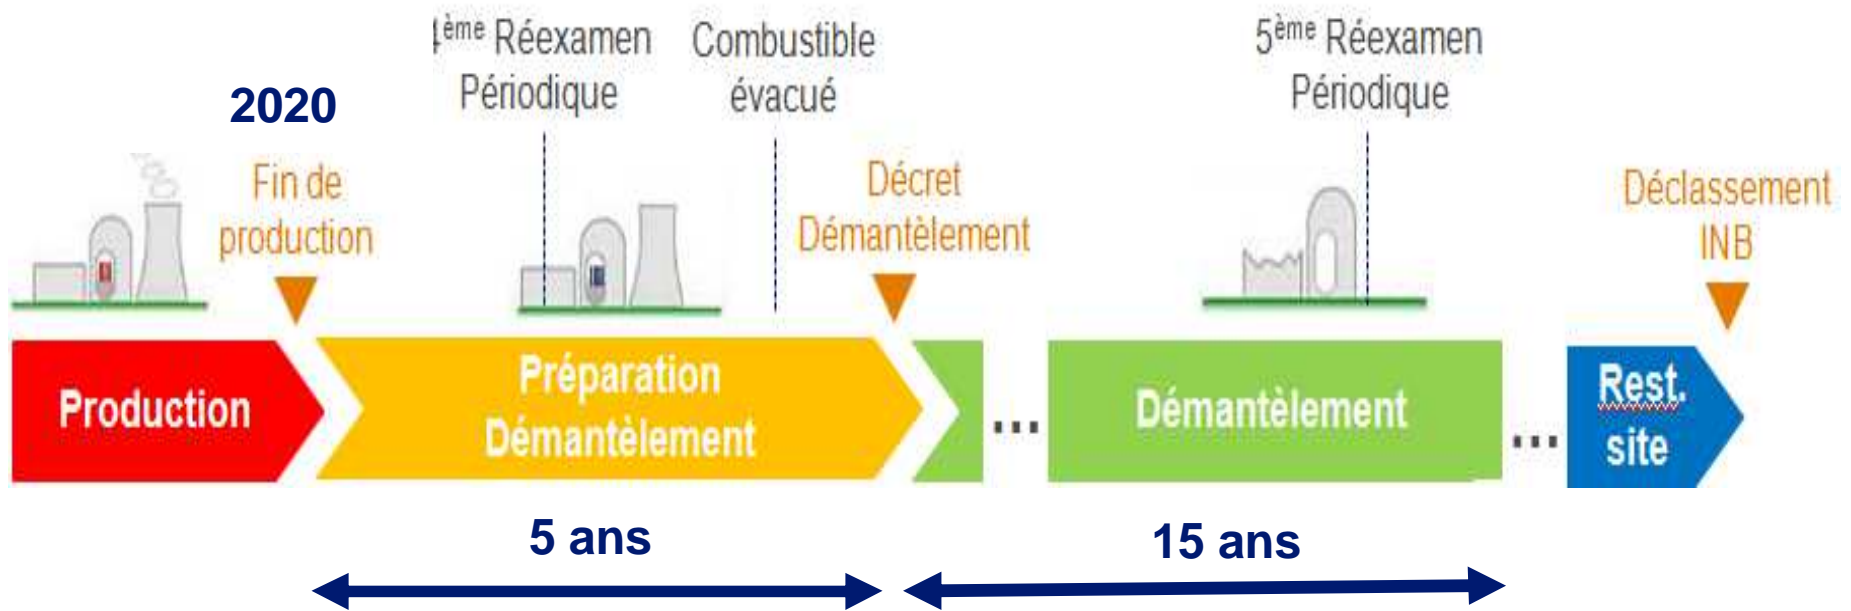 4ème Réexamen
Périodique
Combustible
évacué
5ème Réexamen
Périodique
2020
Fin de
production
Décret
Démantèlement
Déclassement
INB
Production
Préparation
Démantèlement
...
Démantèlement
...
Rest.
site
5 ans
15 ans